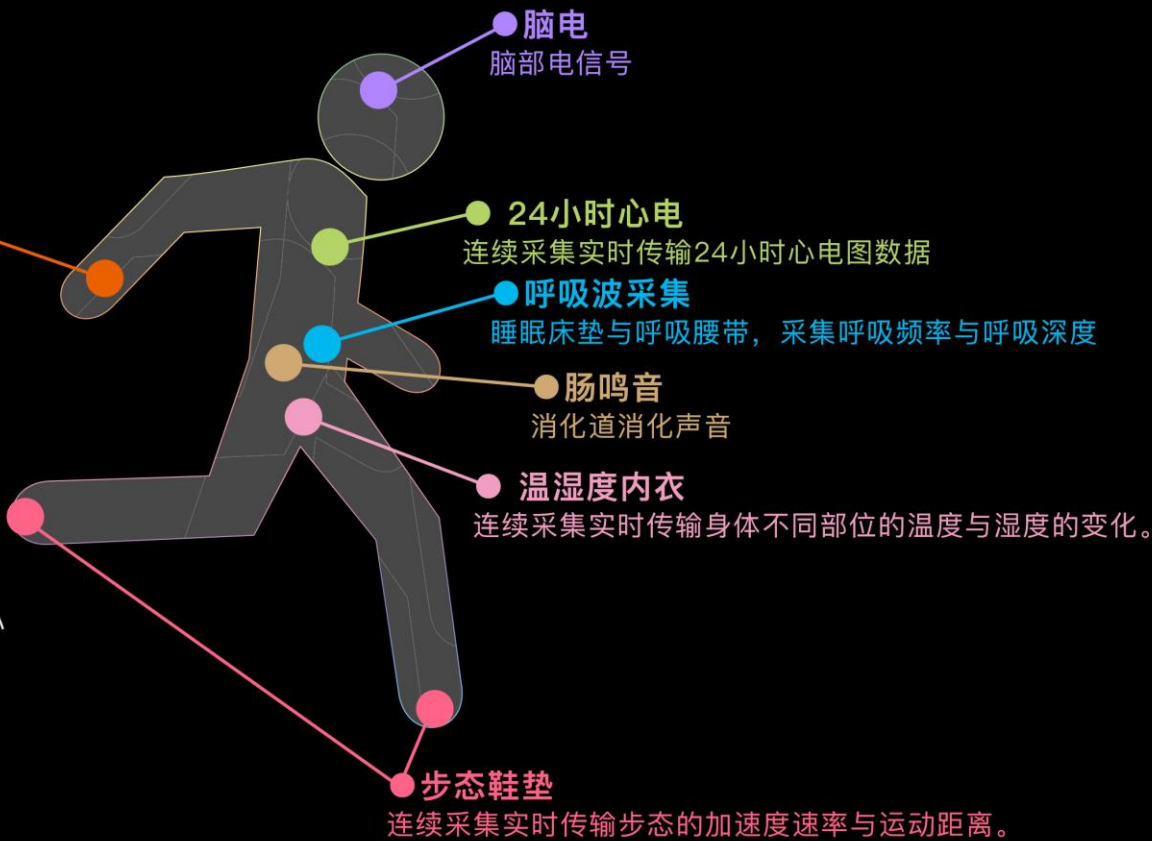 脑电
脑部电信号
24小时心电
连续采集实时传输24小时心电图数据
呼吸波采集
睡眠床垫与呼吸腰带，采集呼吸频率与呼吸深度
肠鸣音
消化道消化声音
温湿度内衣
连续采集实时传输身体不同部位的温度与湿度的变化。
步态鞋垫
连续采集实时传输步态的加速度速率与运动距离。